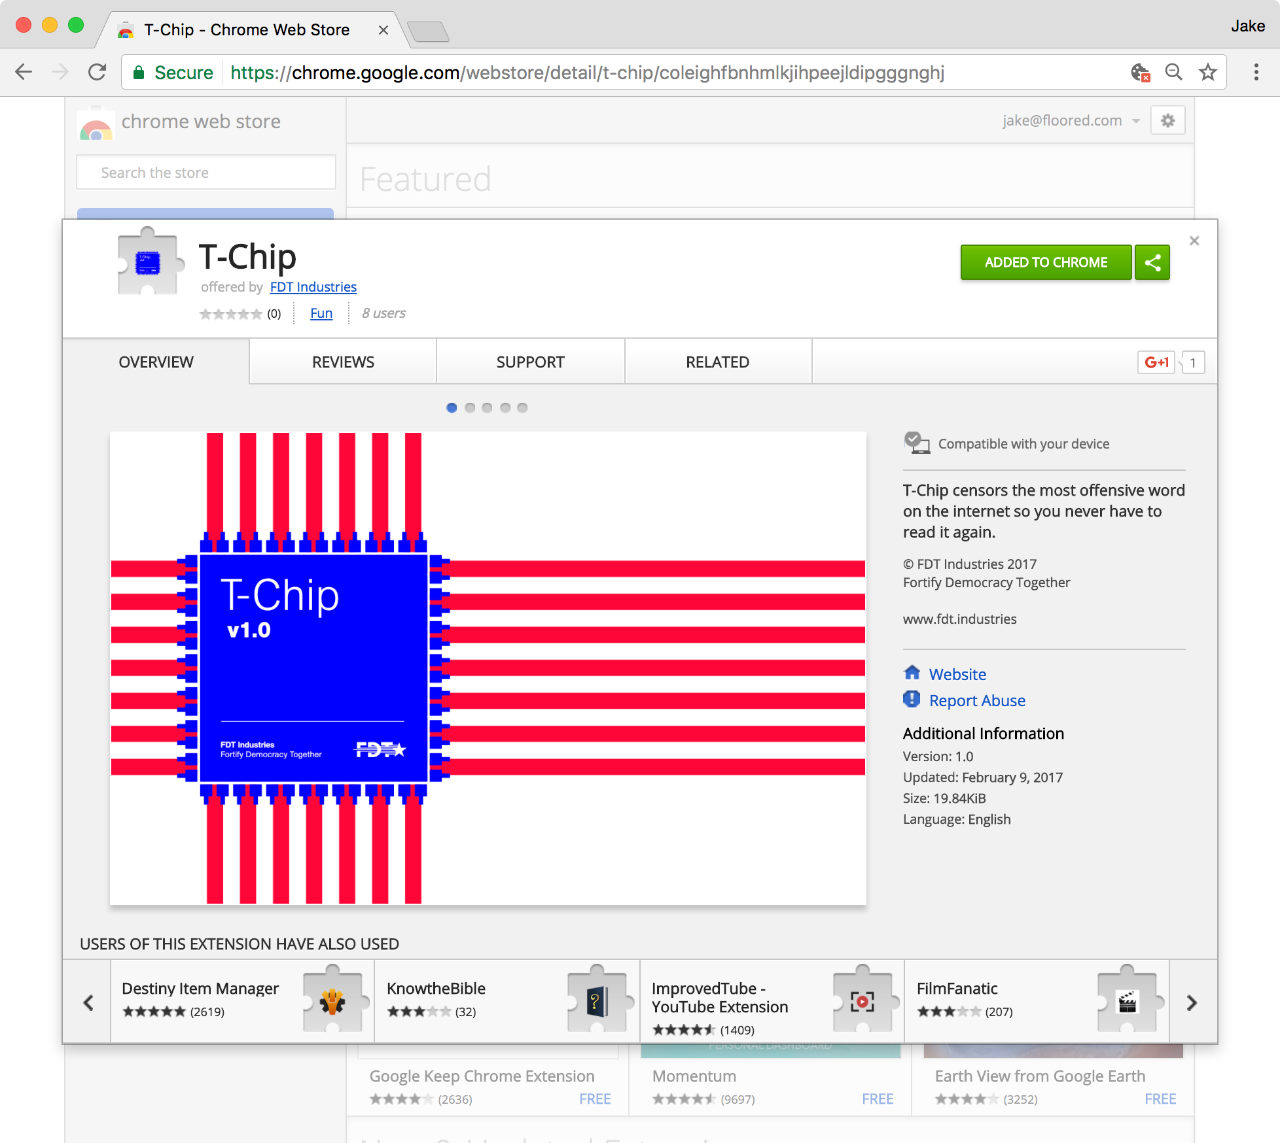 T-Chip - Chrome Web Store
Jake
Secure https://chrome.google.com/webstore/detail/t-chip/coleighfbnhmlkjihpeejldipgggnghj
chrome web store
jake@floored.com
Search the store
Featured
T-Chip
offered by FDT Industries
(0) Fun 8 users
ADDED TO CHROME
OVERVIEW REVIEWS SUPPORT RELATED
G+1 1
T-Chip
v1.0
FDT Industries
Fortify Democracy Together
FDT
Compatible with your device
T-Chip censors the most offensive word
on the internet so you never have to
read it again.
© FDT Industries 2017
Fortify Democracy Together
www.fdt.industries
Website
Report Abuse
Additional Information
Version: 1.0
Updated: February 9, 2017
Size: 19.84KiB
Language: English
USERS OF THIS EXTENSION HAVE ALSO USED
Destiny Item Manager
(2619)
KnowtheBible
(32)
ImprovedTube -
YouTube Extension
(1409)
FilmFanatic
(207)
PERSONAL DASHBOARD
Google Keep Chrome Extension
(2636) FREE
Momentum
(9697) FREE
Earth View from Google Earth
(3252) FREE